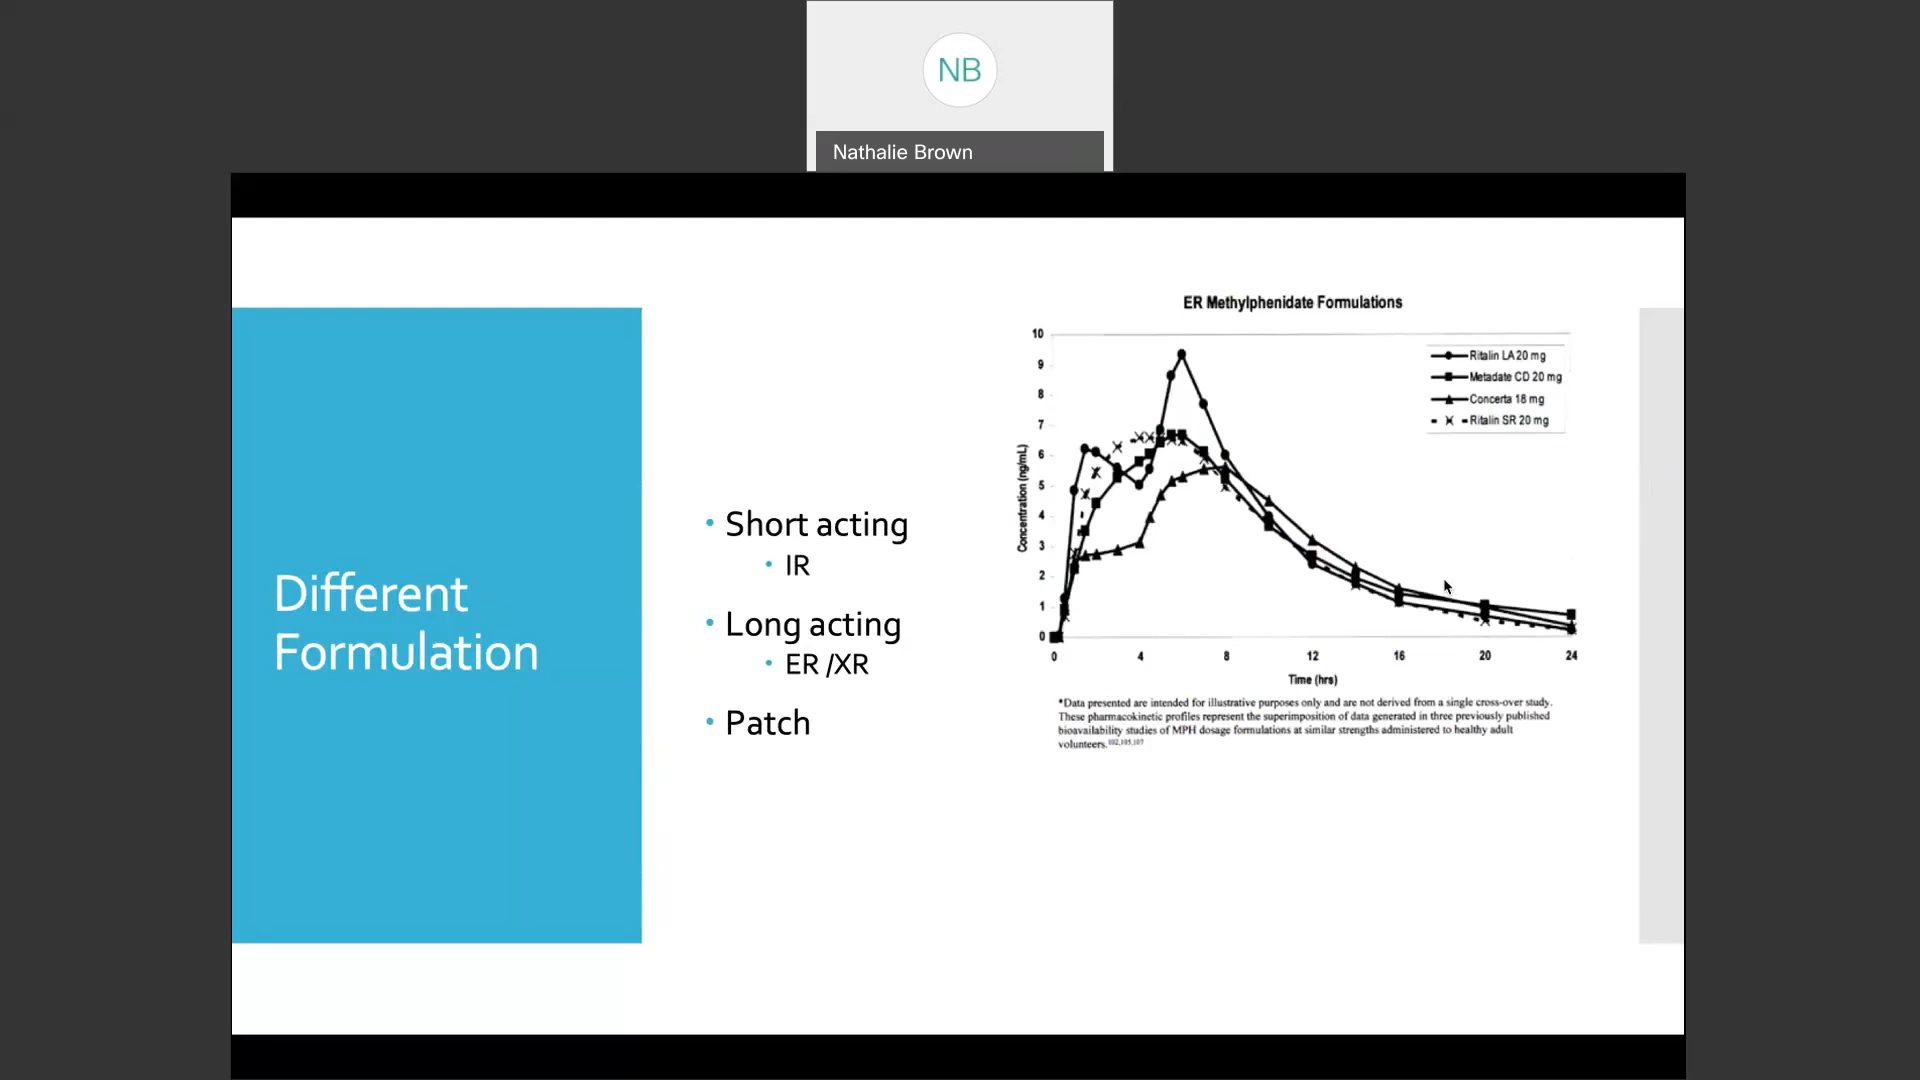 NB
Nathalie Brown
Different
Formulation
• Short acting
• IR
• Long acting
• ER /XR
• Patch
ER Methylphenidate Formulations
10
9
8
7
6
5
4
3
2
1
0
Concentration (ng/mL)
Ritalin LA 20 mg
Metadate CD 20 mg
Concerta 18 mg
Ritalin SR 20 mg
0 4 8 12 16 20 24
Time (hrs)
*Data presented are intended for illustrative purposes only and are not derived from a single cross-over study.
These pharmacokinetic profiles represent the superimposition of data generated in three previously published
bioavailability studies of MPH dosage formulations at similar strengths administered to healthy adult
volunteers.102,105,107